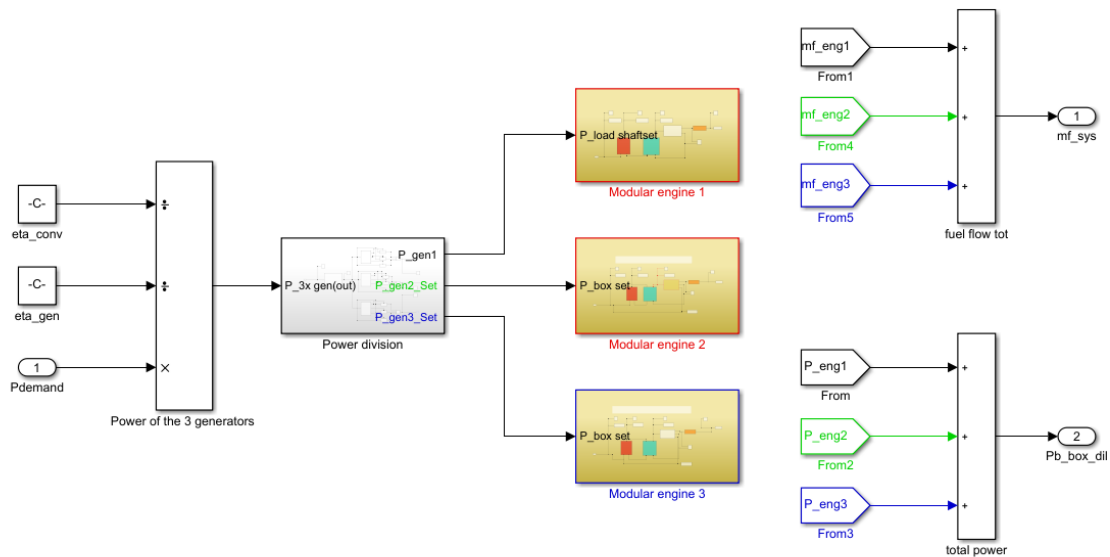 -C-
eta_conv
÷
-C-
eta_gen
÷
1
Pdemand
×
Power of the 3 generators
P_3x gen(out)
P_gen1
P_gen2_Set
P_gen3_Set
Power division
P_load shaftset
Modular engine 1
P_box set
Modular engine 2
P_box set
Modular engine 3
mf_eng1
From1
+
mf_eng2
From4
+
mf_eng3
From5
+
fuel flow tot
1
mf_sys
P_eng1
From
+
P_eng2
From2
+
P_eng3
From3
+
total power
2
Pb_box_dil